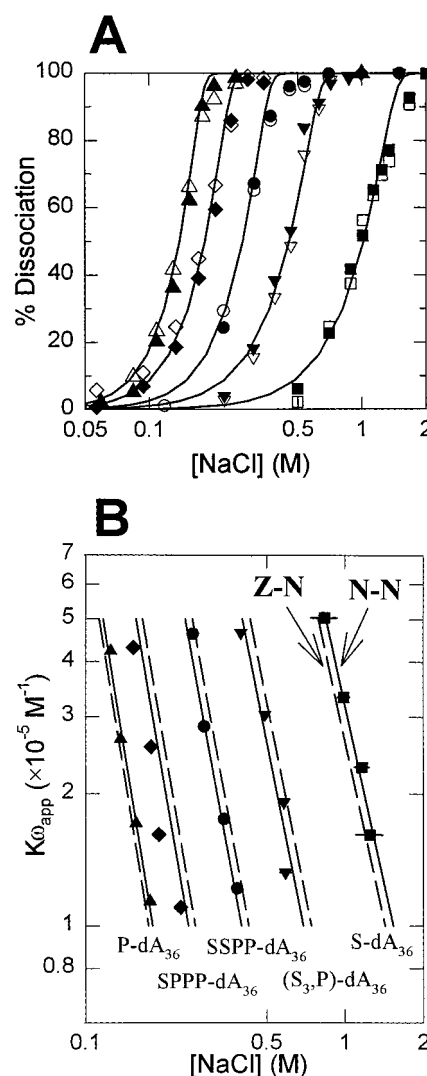 A
% Dissociation
100
80
60
40
20
0
0.05 0.1 0.5 1 2
[NaCl] (M)
B
Kω_app (×10⁻⁵ M⁻¹)
7
5
3
2
1
0.8
Z-N N-N
P-dA₃₆ SSPP-dA₃₆ S-dA₃₆
SPPP-dA₃₆ (S₃,P)-dA₃₆
0.1 0.5 1 2
[NaCl] (M)